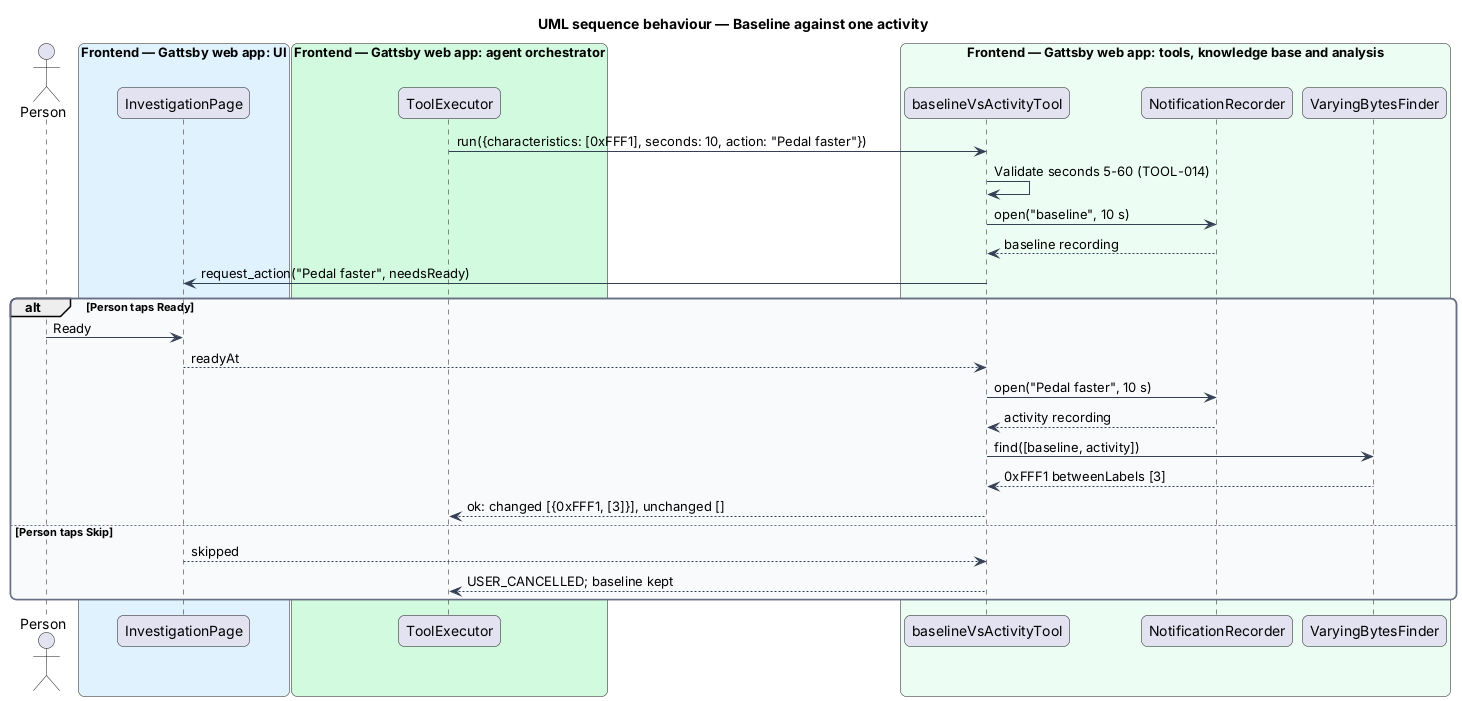 UML sequence behaviour — Baseline against one activity
Frontend — Gattsby web app: UI
Frontend — Gattsby web app: agent orchestrator
Frontend — Gattsby web app: tools, knowledge base and analysis
Person
InvestigationPage
ToolExecutor
baselineVsActivityTool
NotificationRecorder
VaryingBytesFinder
run({characteristics: [0xFFF1], seconds: 10, action: "Pedal faster"})
Validate seconds 5-60 (TOOL-014)
open("baseline", 10 s)
baseline recording
request_action("Pedal faster", needsReady)
alt
[Person taps Ready]
Ready
readyAt
open("Pedal faster", 10 s)
activity recording
find([baseline, activity])
0xFFF1 betweenLabels [3]
ok: changed [{0xFFF1, [3]}], unchanged []
[Person taps Skip]
skipped
USER_CANCELLED; baseline kept
Person
InvestigationPage
ToolExecutor
baselineVsActivityTool
NotificationRecorder
VaryingBytesFinder